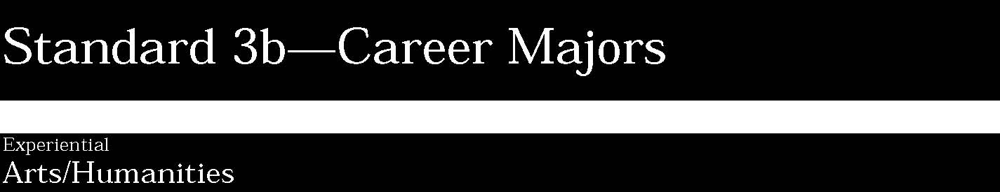 Standard 3b—Career Majors
Experiential
Arts/Humanities